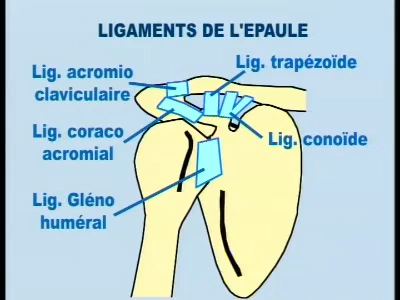 LIGAMENTS DE L'EPAULE
Lig. acromio
claviculaire
Lig. trapézoïde
Lig. coraco
acromial
Lig. conoïde
Lig. Gléno
huméral